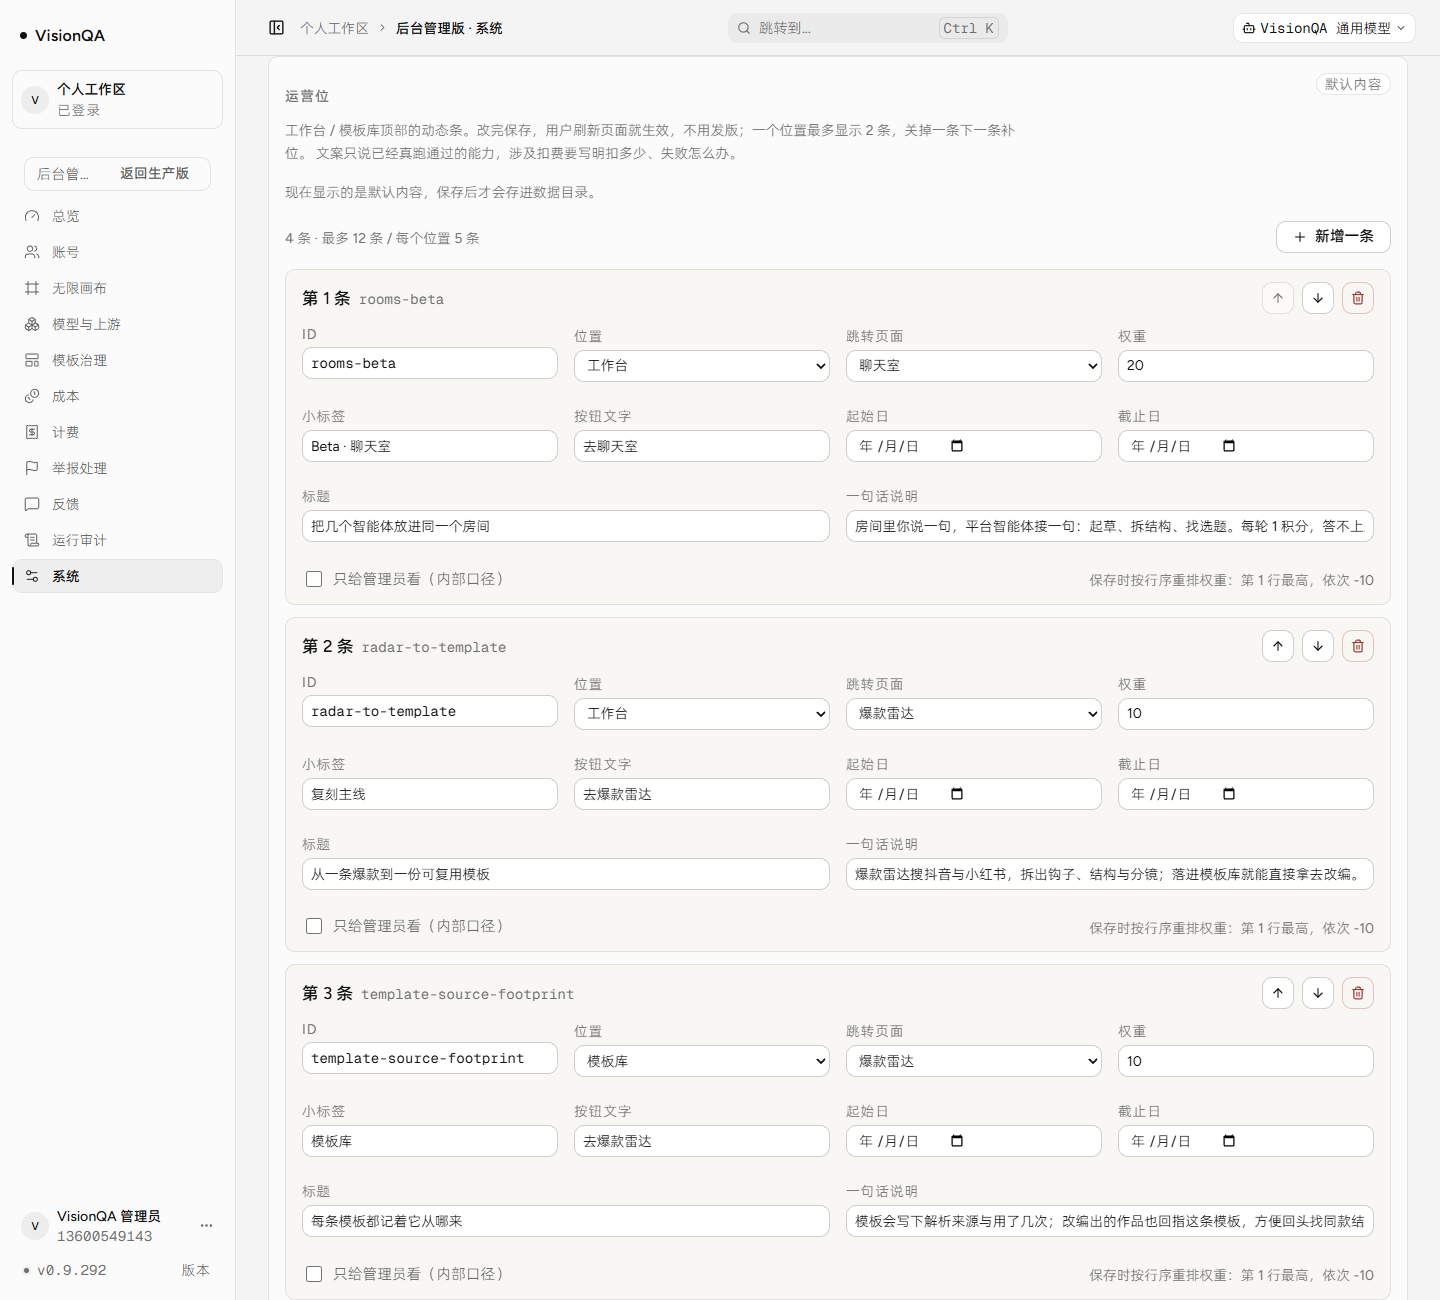 VisionQA
V
个人工作区
已登录
后台管... 返回生产版
总览
账号
无限画布
模型与上游
模板治理
成本
计费
举报处理
反馈
运行审计
系统
V
VisionQA 管理员
13600549143
v0.9.292 版本
个人工作区 › 后台管理版 · 系统
跳转到... Ctrl K
VisionQA 通用模型
运营位
默认内容
工作台 / 模板库顶部的动态条。改完保存，用户刷新页面就生效，不用发版；一个位置最多显示 2 条，关掉一条下一条补
位。 文案只说已经真跑通过的能力，涉及扣费要写明扣多少、失败怎么办。
现在显示的是默认内容，保存后才会存进数据目录。
4 条 · 最多 12 条 / 每个位置 5 条
新增一条
第 1 条 rooms-beta
ID 位置 跳转页面 权重
rooms-beta 工作台 聊天室 20
小标签 按钮文字 起始日 截止日
Beta · 聊天室 去聊天室 年 /月/日 年 /月/日
标题 一句话说明
把几个智能体放进同一个房间 房间里你说一句，平台智能体接一句：起草、拆结构、找选题。每轮 1 积分，答不上
只给管理员看（内部口径） 保存时按行序重排权重：第 1 行最高，依次 -10
第 2 条 radar-to-template
ID 位置 跳转页面 权重
radar-to-template 工作台 爆款雷达 10
小标签 按钮文字 起始日 截止日
复刻主线 去爆款雷达 年 /月/日 年 /月/日
标题 一句话说明
从一条爆款到一份可复用模板 爆款雷达搜抖音与小红书，拆出钩子、结构与分镜；落进模板库就能直接拿去改编。
只给管理员看（内部口径） 保存时按行序重排权重：第 1 行最高，依次 -10
第 3 条 template-source-footprint
ID 位置 跳转页面 权重
template-source-footprint 模板库 爆款雷达 10
小标签 按钮文字 起始日 截止日
模板库 去爆款雷达 年 /月/日 年 /月/日
标题 一句话说明
每条模板都记着它从哪来 模板会写下解析来源与用了几次；改编出的作品也回指这条模板，方便回头找同款结
只给管理员看（内部口径） 保存时按行序重排权重：第 1 行最高，依次 -10